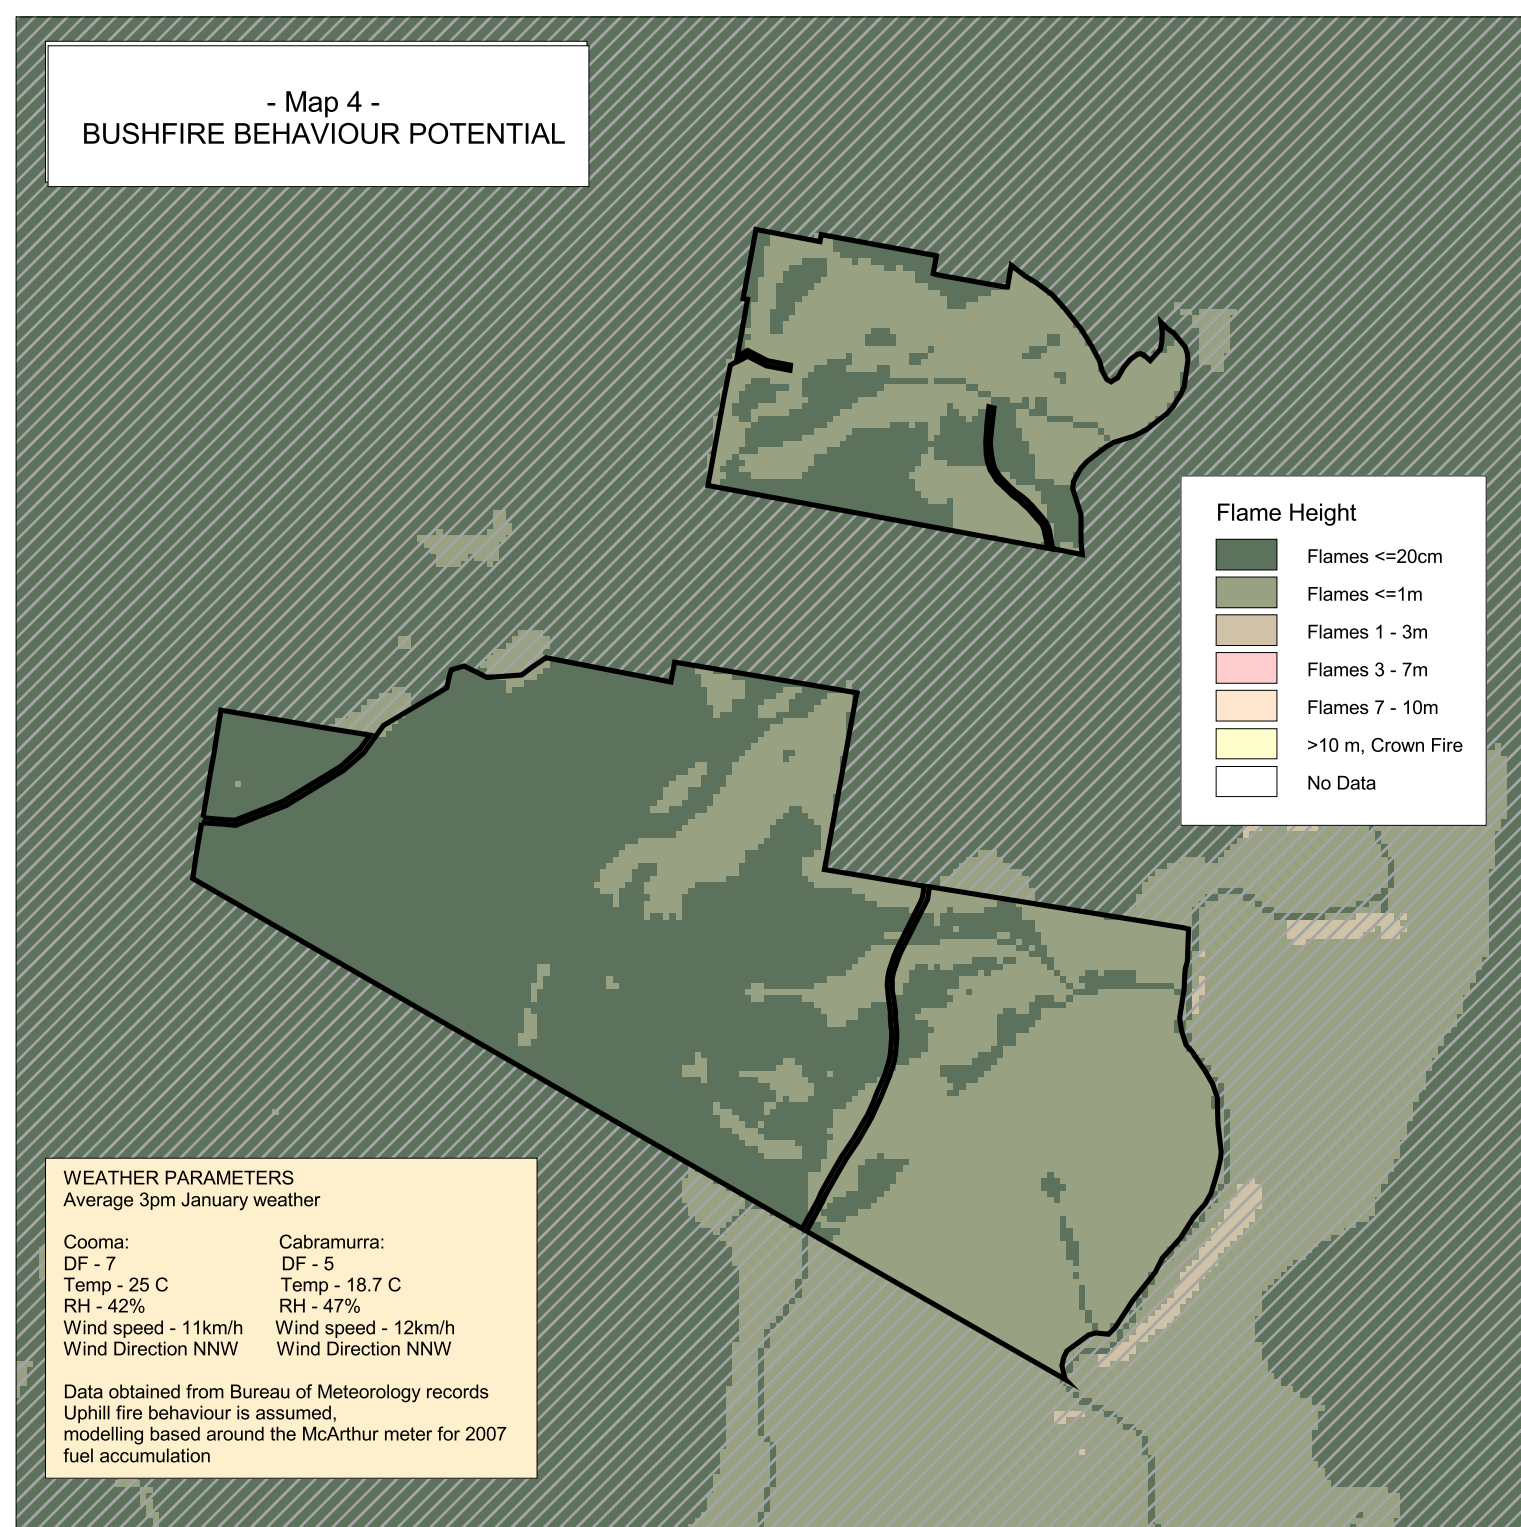 - Map 4 -
BUSHFIRE BEHAVIOUR POTENTIAL
Flame Height
Flames <=20cm
Flames <=1m
Flames 1 - 3m
Flames 3 - 7m
Flames 7 - 10m
>10 m, Crown Fire
No Data
WEATHER PARAMETERS
Average 3pm January weather
Cooma: Cabramurra:
DF - 7 DF - 5
Temp - 25 C Temp - 18.7 C
RH - 42% RH - 47%
Wind speed - 11km/h Wind speed - 12km/h
Wind Direction NNW Wind Direction NNW
Data obtained from Bureau of Meteorology records
Uphill fire behaviour is assumed,
modelling based around the McArthur meter for 2007
fuel accumulation